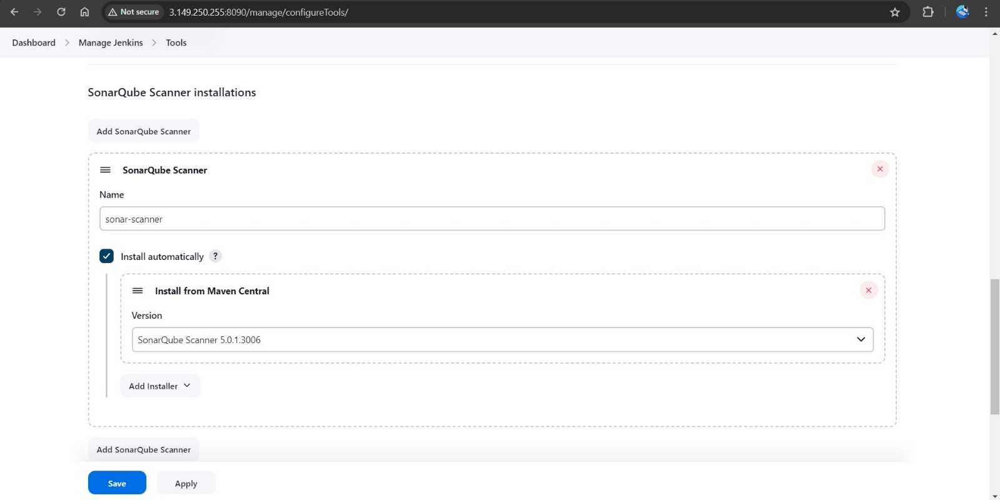 Not secure 3.149.250.255:8090/manage/configureTools/
Dashboard Manage Jenkins Tools
SonarQube Scanner installations
Add SonarQube Scanner
SonarQube Scanner
Name
sonar-scanner
Install automatically ?
Install from Maven Central
Version
SonarQube Scanner 5.0.1.3006
Add Installer
Add SonarQube Scanner
Save Apply